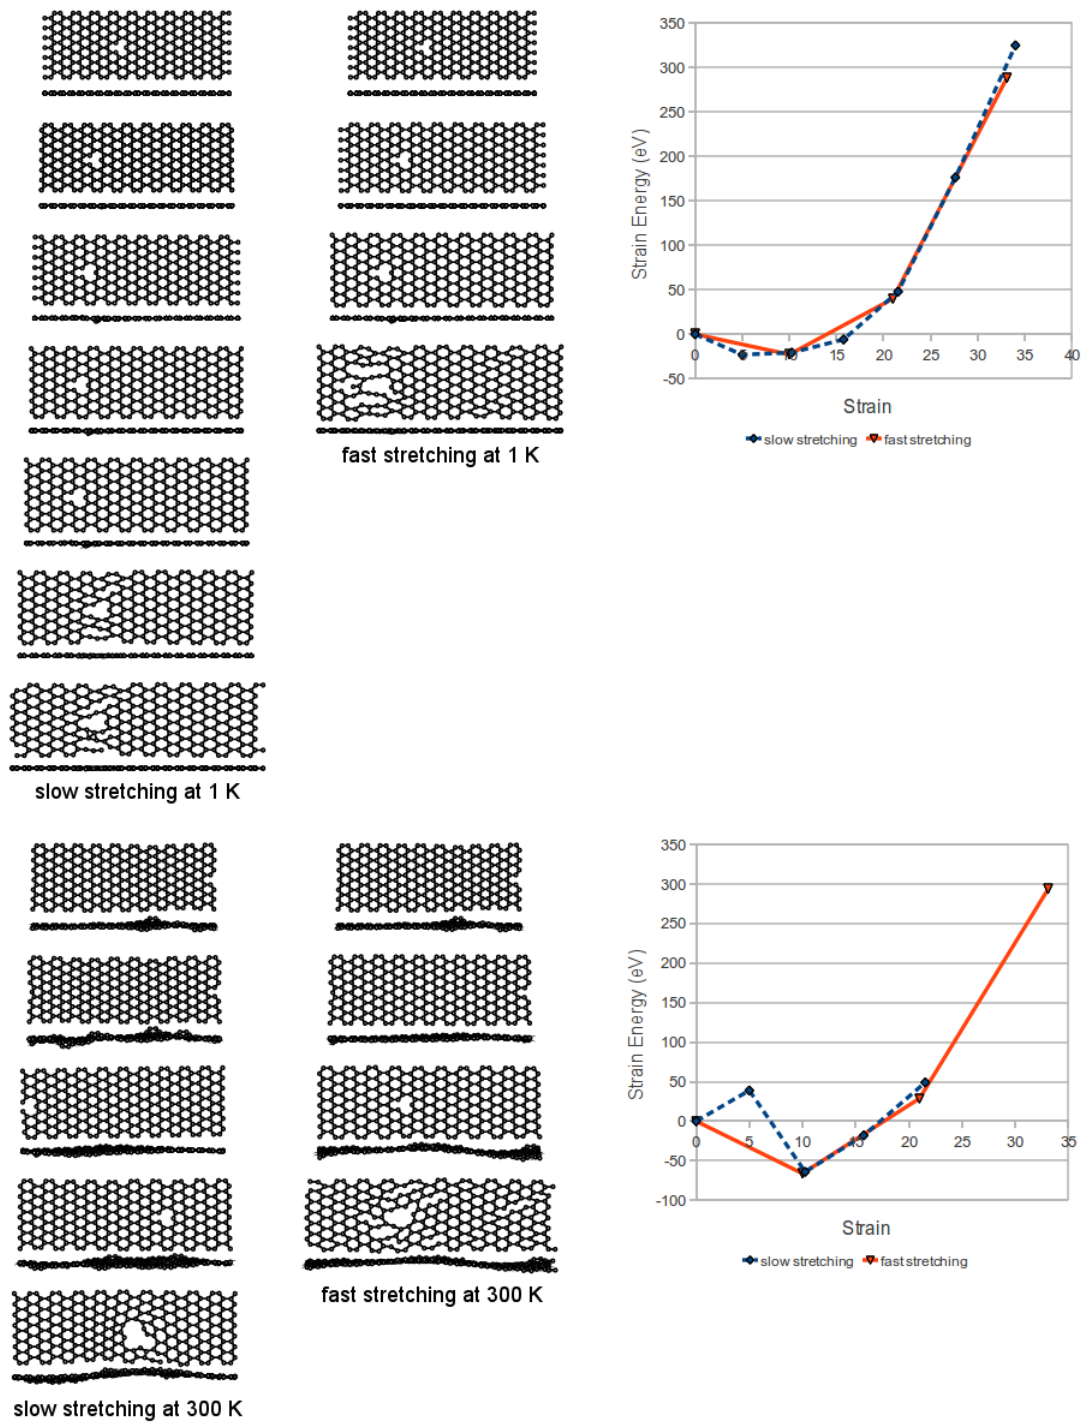 350
300
250
200
150
100
50
0
-50
Strain Energy (eV)
0 5 10 15 20 25 30 35 40
Strain
slow stretching fast stretching
fast stretching at 1 K
slow stretching at 1 K
350
300
250
200
150
100
50
0
-50
-100
Strain Energy (eV)
0 5 10 15 20 25 30 35
Strain
slow stretching fast stretching
fast stretching at 300 K
slow stretching at 300 K